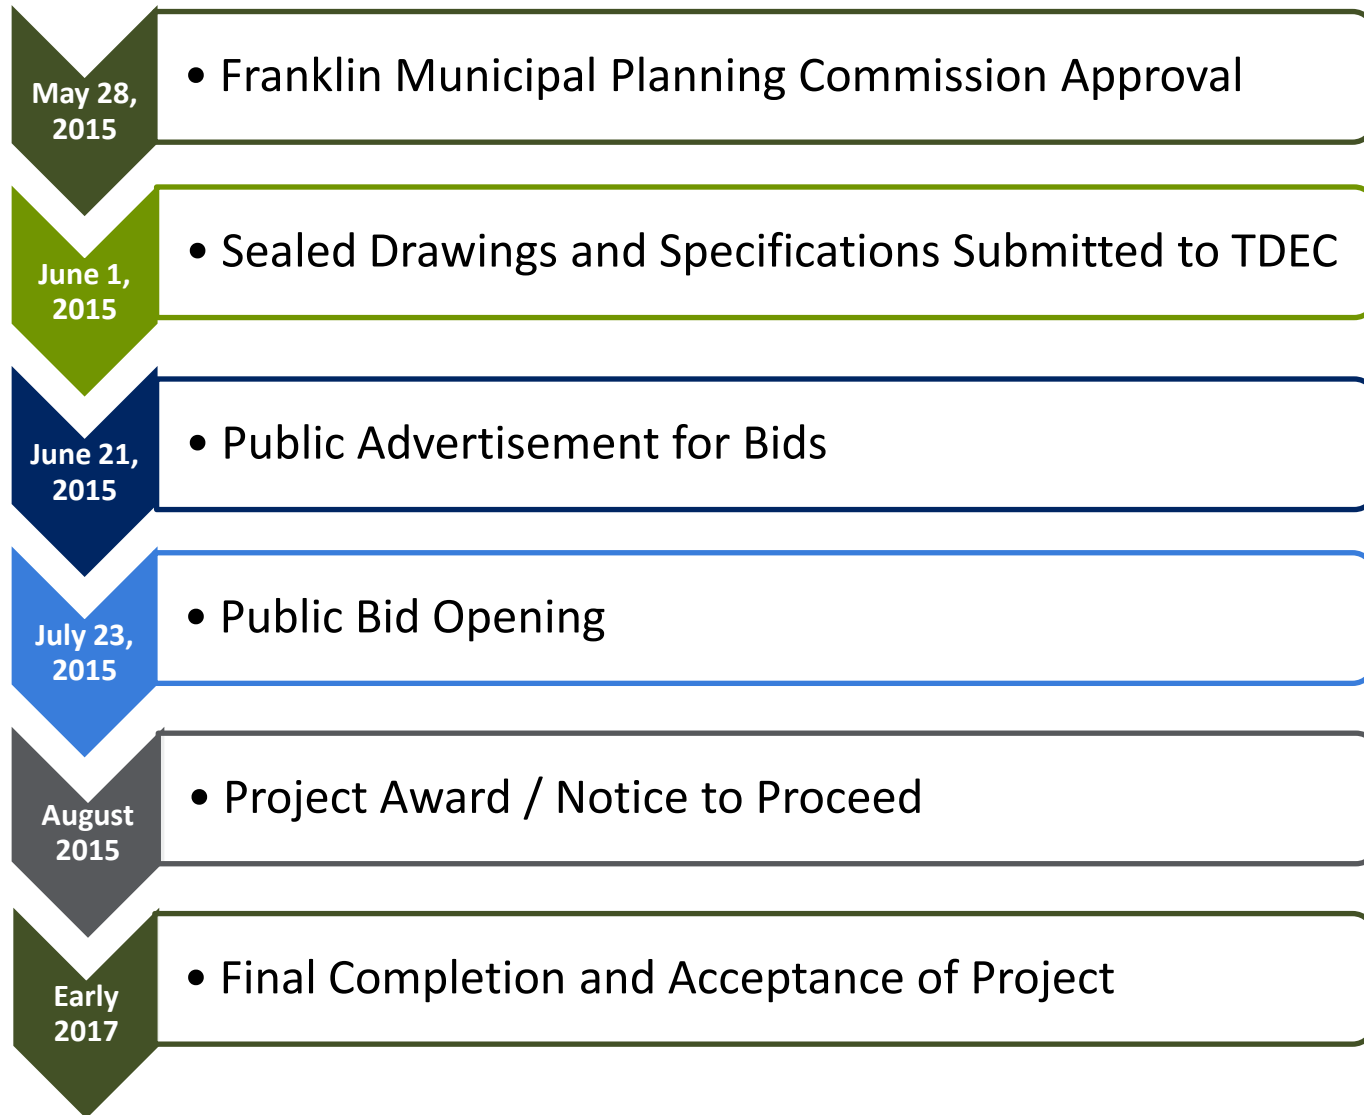 May 28,
2015
• Franklin Municipal Planning Commission Approval
June 1,
2015
• Sealed Drawings and Specifications Submitted to TDEC
June 21,
2015
• Public Advertisement for Bids
July 23,
2015
• Public Bid Opening
August
2015
• Project Award / Notice to Proceed
Early
2017
• Final Completion and Acceptance of Project